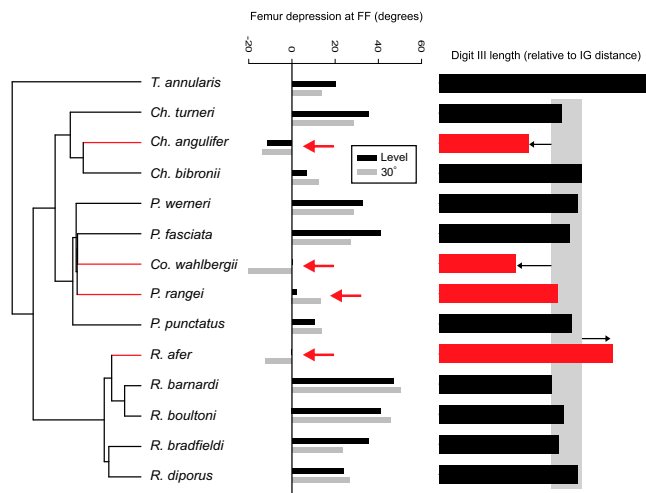 Femur depression at FF (degrees)
-20 0 20 40 60
Digit III length (relative to IG distance)
T. annularis
Ch. turneri
Ch. angulifer
Ch. bibronii
P. werneri
P. fasciata
Co. wahlbergii
P. rangei
P. punctatus
R. afer
R. barnardi
R. boultoni
R. bradfieldi
R. diporus
Level
30°